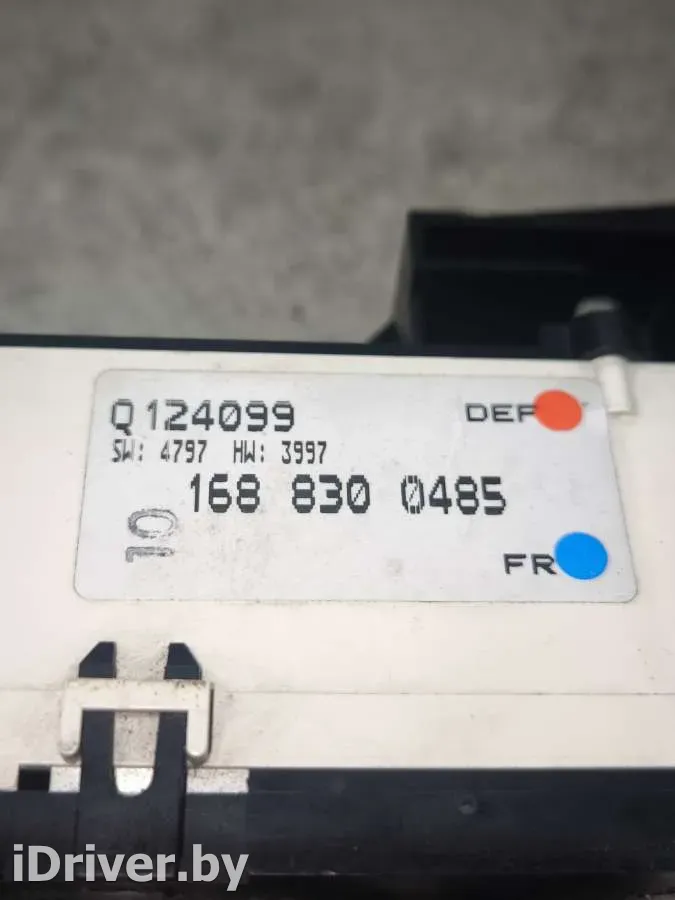 Q124099 DEF
SW: 4797 HW: 3997
168 830 0485
10
FR
iDriver.by